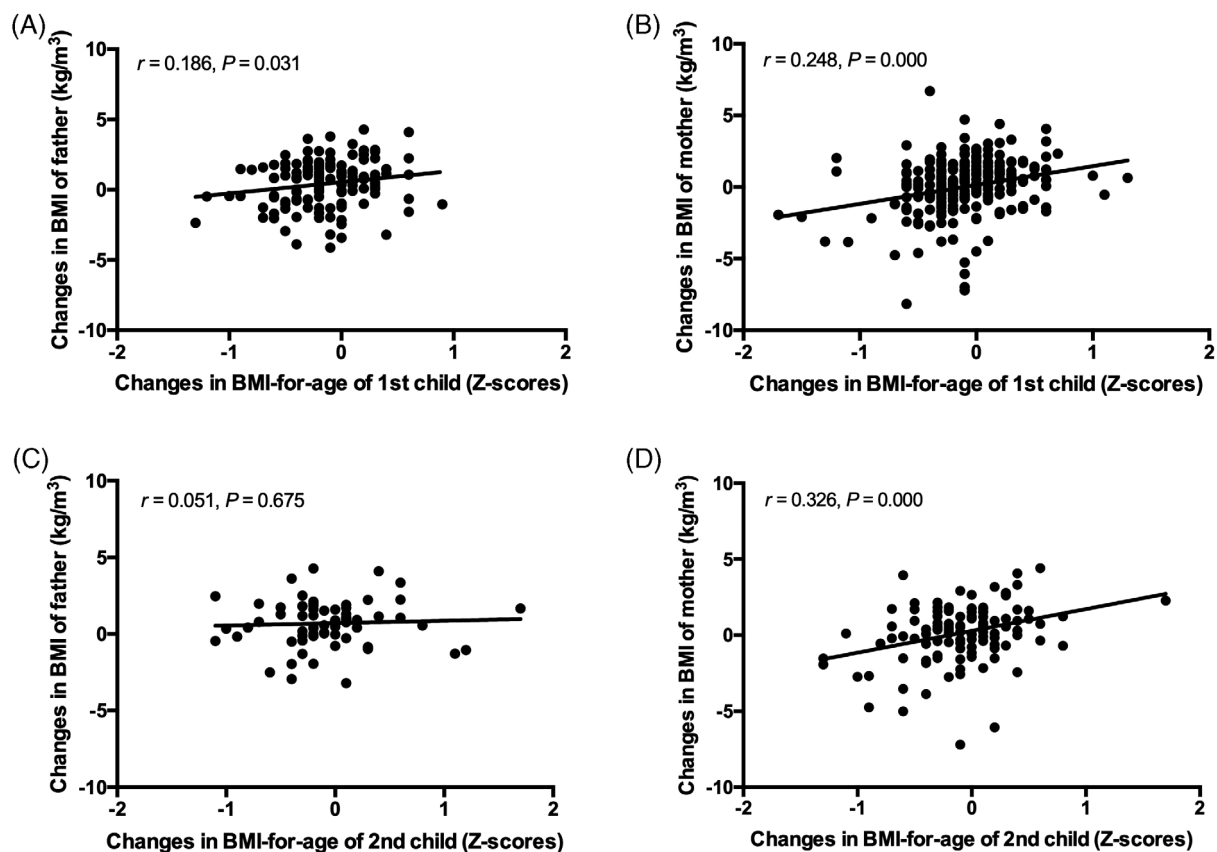 (A)
r = 0.186, P = 0.031
Changes in BMI of father (kg/m³)
10
5
0
-5
-10
-2
-1
0
1
2
Changes in BMI-for-age of 1st child (Z-scores)
(B)
r = 0.248, P = 0.000
Changes in BMI of mother (kg/m³)
10
5
0
-5
-10
-2
-1
0
1
2
Changes in BMI-for-age of 1st child (Z-scores)
(C)
r = 0.051, P = 0.675
Changes in BMI of father (kg/m³)
10
5
0
-5
-10
-2
-1
0
1
2
Changes in BMI-for-age of 2nd child (Z-scores)
(D)
r = 0.326, P = 0.000
Changes in BMI of mother (kg/m³)
10
5
0
-5
-10
-2
-1
0
1
2
Changes in BMI-for-age of 2nd child (Z-scores)